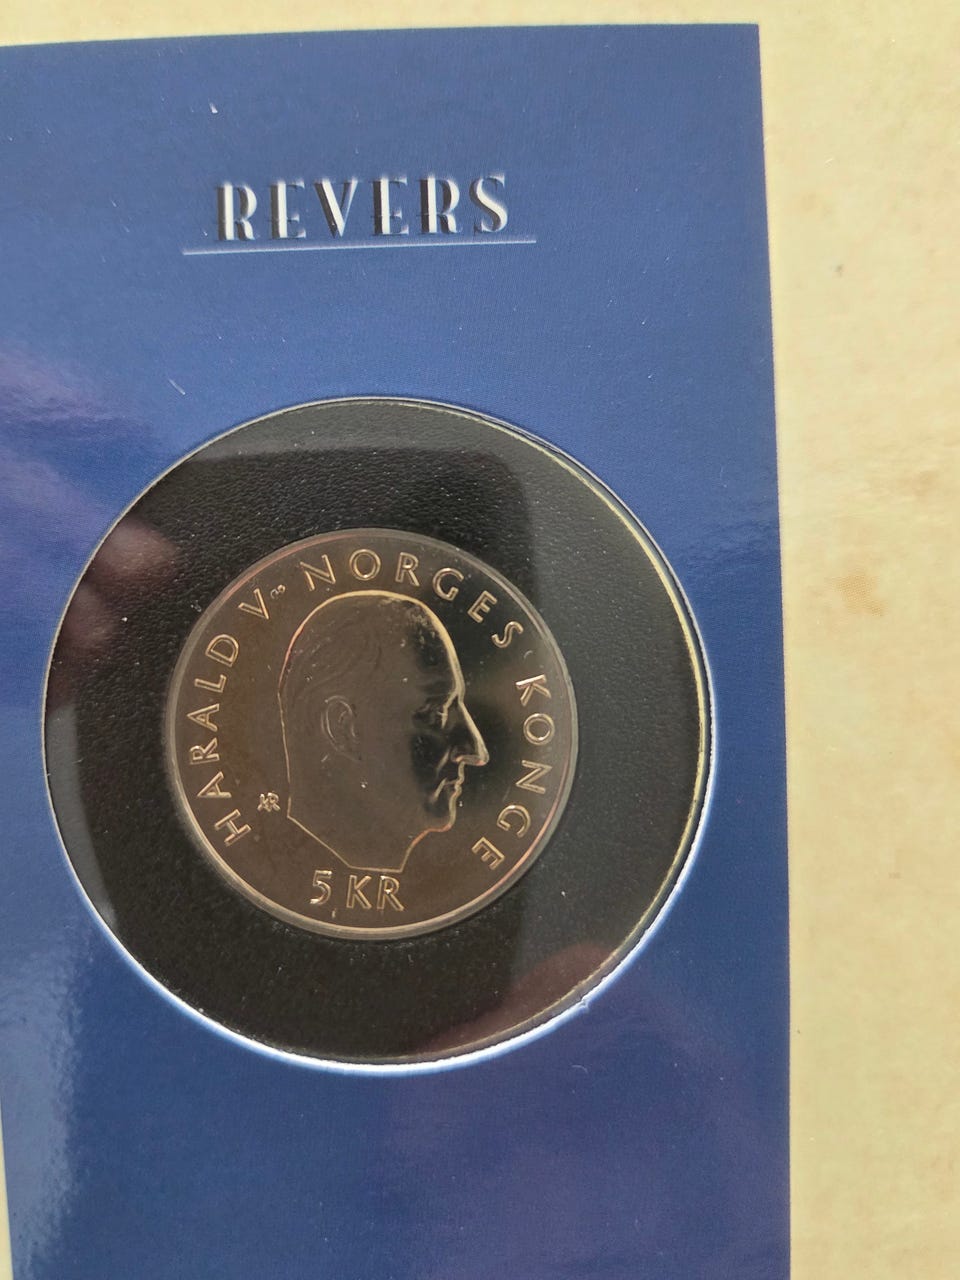 REVERS
HARALD V· NORGES KONGE
5 KR